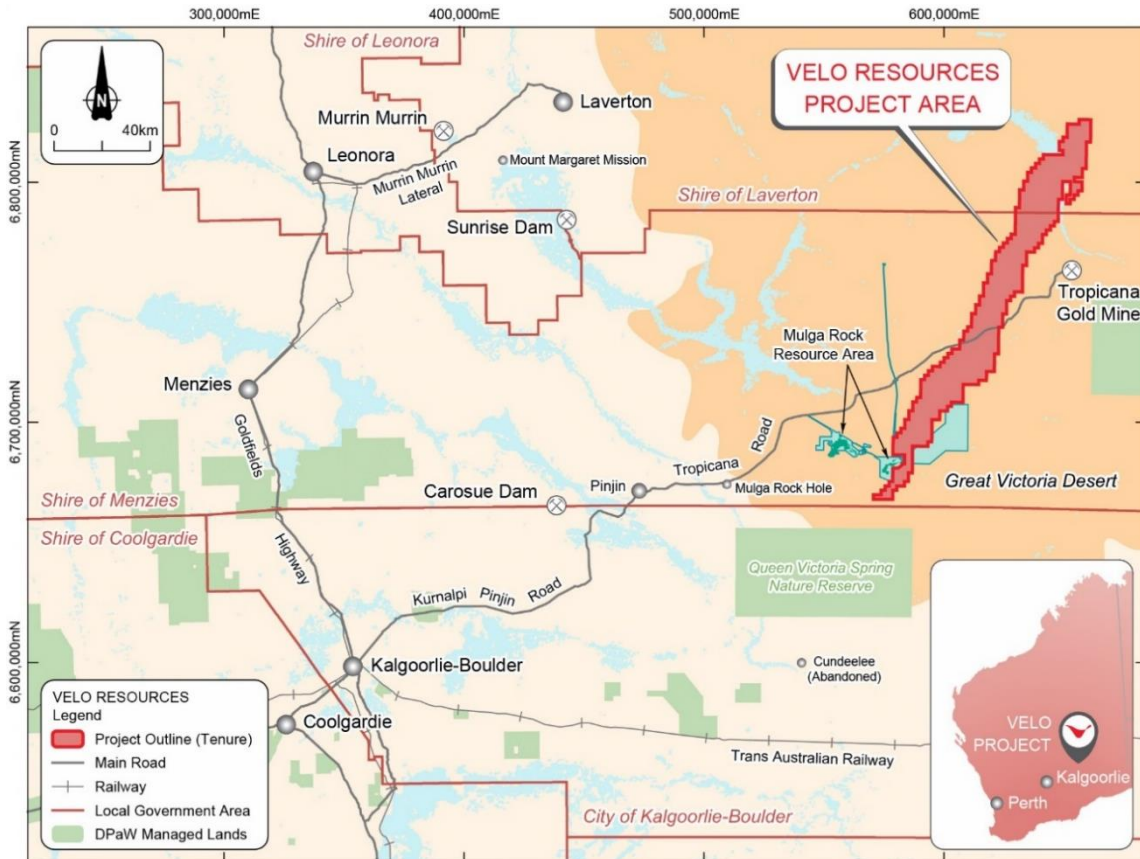 300,000mE
400,000mE
500,000mE
600,000mE
6,800,000mN
6,700,000mN
6,600,000mN
N
0
40km
Shire of Leonora
VELO RESOURCES
PROJECT AREA
Laverton
Murrin Murrin
Leonora
Mount Margaret Mission
Murrin Murrin
Lateral
Shire of Laverton
Sunrise Dam
Tropicana
Gold Mine
Mulga Rock
Resource Area
Menzies
Goldfields
Highway
Tropicana
Road
Pinjin
Mulga Rock Hole
Great Victoria Desert
Carosue Dam
Shire of Menzies
Shire of Coolgardie
Queen Victoria Spring
Nature Reserve
Kurnalpi Pinjin Road
Kalgoorlie-Boulder
Cundeelee
(Abandoned)
Coolgardie
Trans Australian Railway
City of Kalgoorlie-Boulder
VELO RESOURCES
Legend
Project Outline (Tenure)
Main Road
Railway
Local Government Area
DPaW Managed Lands
VELO
PROJECT
Kalgoorlie
Perth